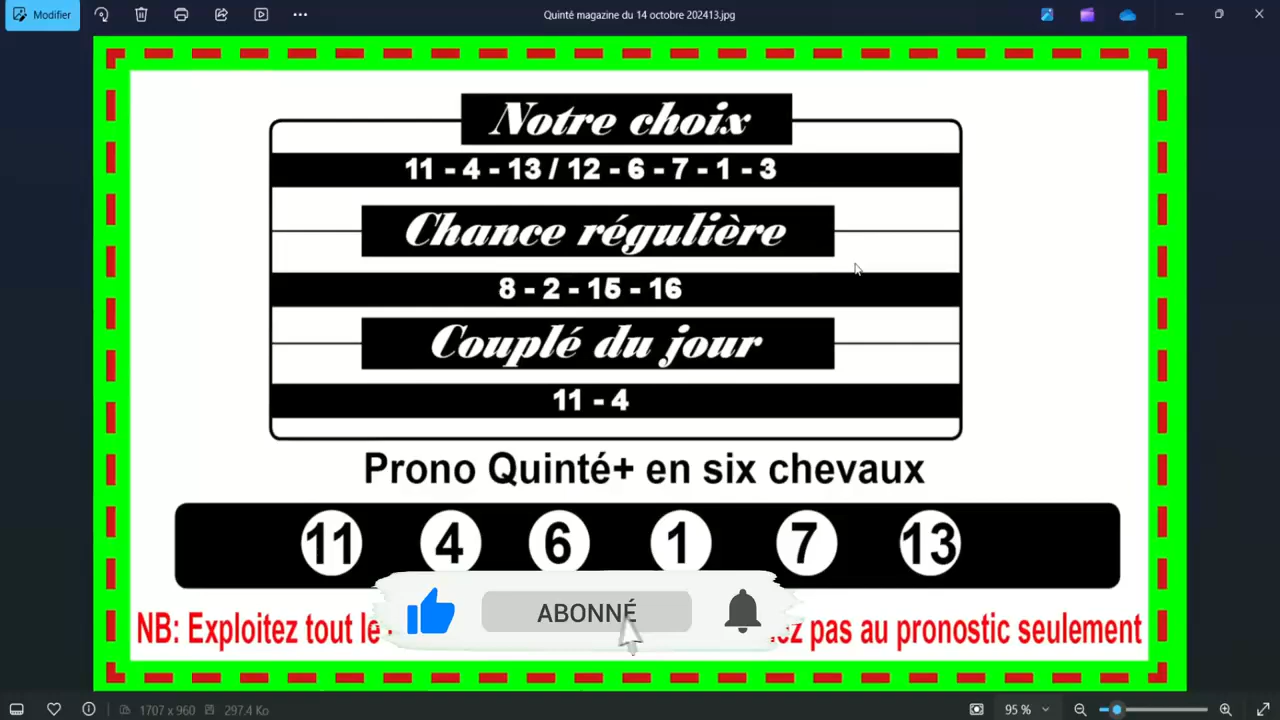 Modifier
Quinté magazine du 14 octobre 202413.jpg
Notre choix
11 - 4 - 13 / 12 - 6 - 7 - 1 - 3
Chance régulière
8 - 2 - 15 - 16
Couplé du jour
11 - 4
Prono Quinté+ en six chevaux
11 4 6 1 7 13
NB: Exploitez tout le pas au pronostic seulement
ABONNÉ
1707 x 960 297.4 Ko 95 %